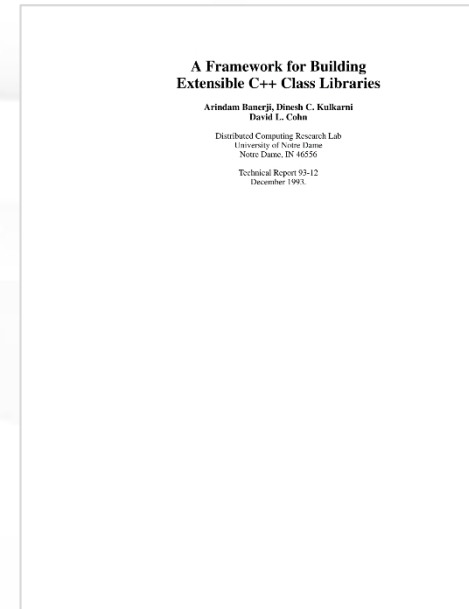 A Framework for Building
Extensible C++ Class Libraries
Arindam Banerji, Dinesh C. Kulkarni
David L. Cohn
Distributed Computing Research Lab
University of Notre Dame
Notre Dame, IN 46556
Technical Report 93-12
December 1993.